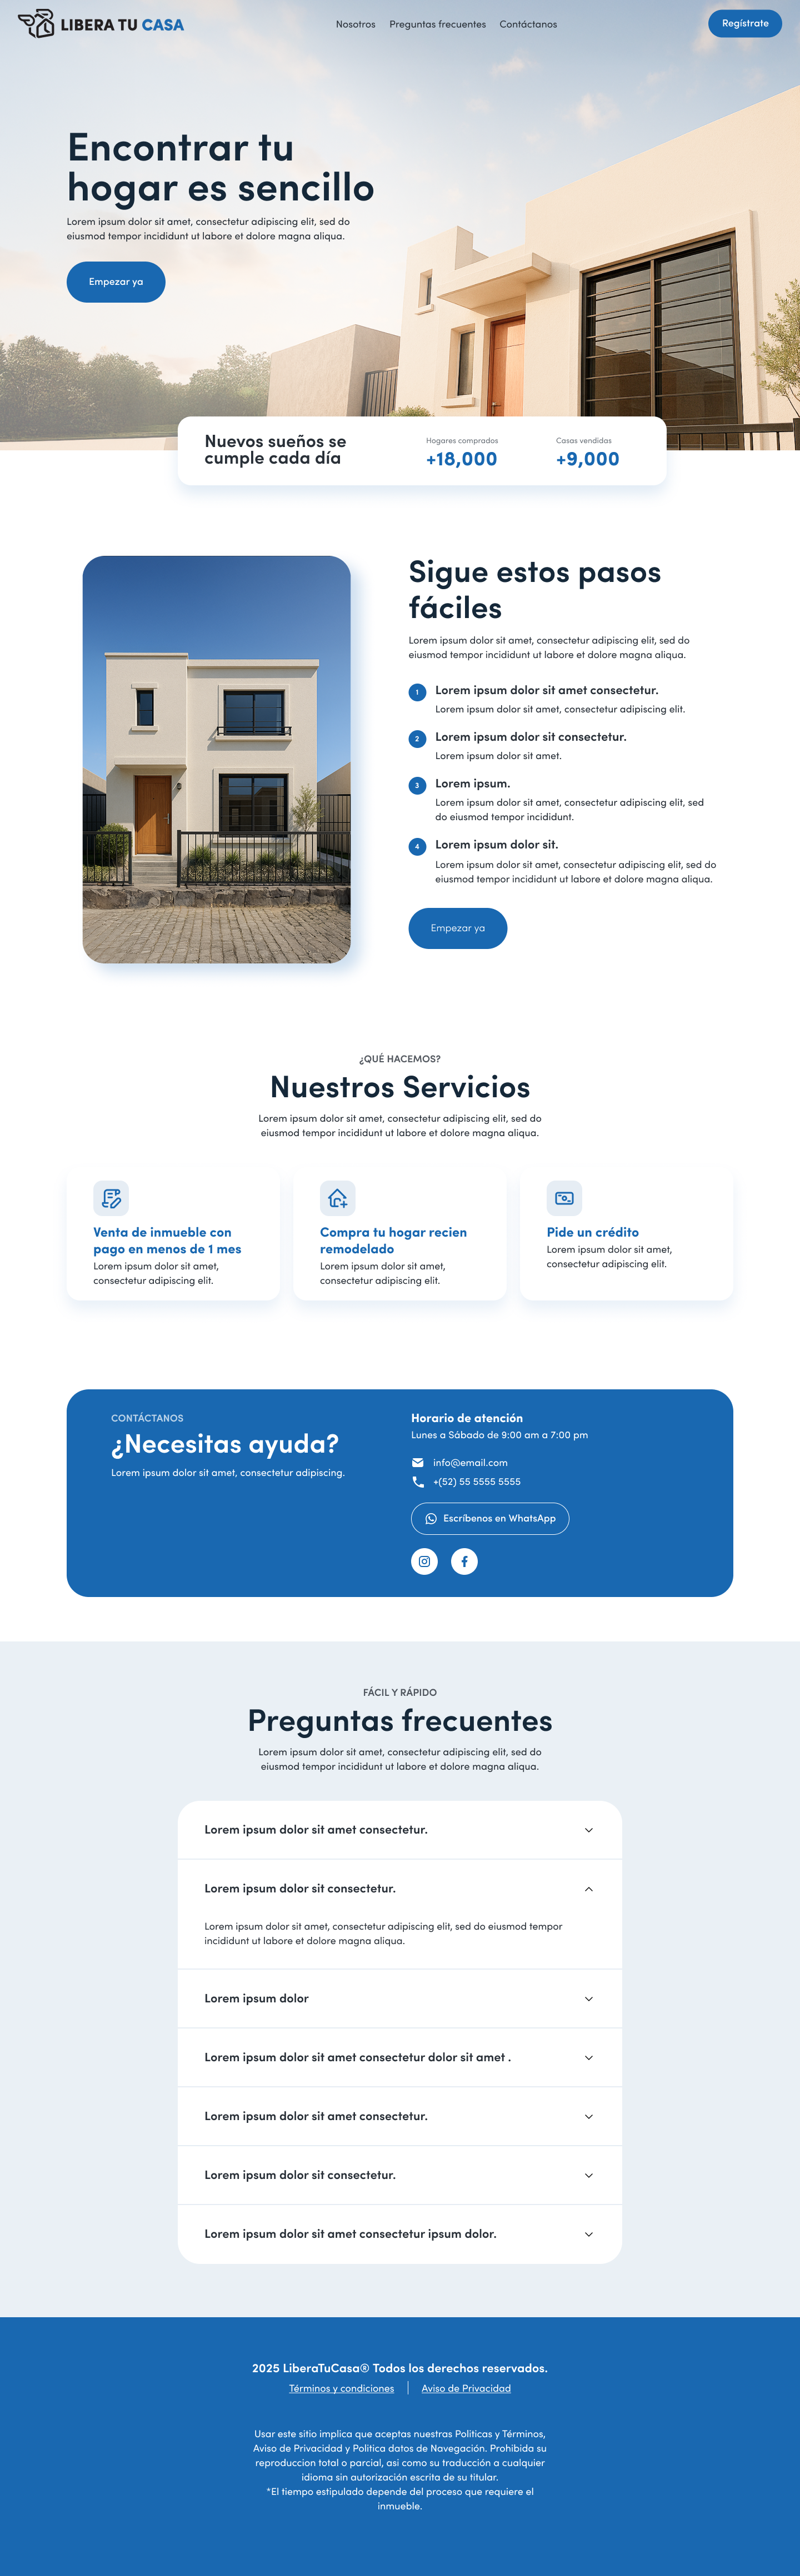 LIBERA TU CASA
Nosotros Preguntas frecuentes Contáctanos
Regístrate
Encontrar tu
hogar es sencillo
Lorem ipsum dolor sit amet, consectetur adipiscing elit, sed do
eiusmod tempor incididunt ut labore et dolore magna aliqua.
Empezar ya
Nuevos sueños se
cumple cada día
Hogares comprados
+18,000
Casas vendidas
+9,000
Sigue estos pasos
fáciles
Lorem ipsum dolor sit amet, consectetur adipiscing elit, sed do
eiusmod tempor incididunt ut labore et dolore magna aliqua.
1 Lorem ipsum dolor sit amet consectetur.
Lorem ipsum dolor sit amet, consectetur adipiscing elit.
2 Lorem ipsum dolor sit consectetur.
Lorem ipsum dolor sit amet.
3 Lorem ipsum.
Lorem ipsum dolor sit amet, consectetur adipiscing elit, sed
do eiusmod tempor incididunt.
4 Lorem ipsum dolor sit.
Lorem ipsum dolor sit amet, consectetur adipiscing elit, sed do
eiusmod tempor incididunt ut labore et dolore magna aliqua.
Empezar ya
¿QUÉ HACEMOS?
Nuestros Servicios
Lorem ipsum dolor sit amet, consectetur adipiscing elit, sed do
eiusmod tempor incididunt ut labore et dolore magna aliqua.
Venta de inmueble con
pago en menos de 1 mes
Lorem ipsum dolor sit amet,
consectetur adipiscing elit.
Compra tu hogar recien
remodelado
Lorem ipsum dolor sit amet,
consectetur adipiscing elit.
Pide un crédito
Lorem ipsum dolor sit amet,
consectetur adipiscing elit.
CONTÁCTANOS
¿Necesitas ayuda?
Lorem ipsum dolor sit amet, consectetur adipiscing.
Horario de atención
Lunes a Sábado de 9:00 am a 7:00 pm
info@email.com
+(52) 55 5555 5555
Escríbenos en WhatsApp
FÁCIL Y RÁPIDO
Preguntas frecuentes
Lorem ipsum dolor sit amet, consectetur adipiscing elit, sed do
eiusmod tempor incididunt ut labore et dolore magna aliqua.
Lorem ipsum dolor sit amet consectetur.
Lorem ipsum dolor sit consectetur.
Lorem ipsum dolor sit amet, consectetur adipiscing elit, sed do eiusmod tempor
incididunt ut labore et dolore magna aliqua.
Lorem ipsum dolor
Lorem ipsum dolor sit amet consectetur dolor sit amet .
Lorem ipsum dolor sit amet consectetur.
Lorem ipsum dolor sit consectetur.
Lorem ipsum dolor sit amet consectetur ipsum dolor.
2025 LiberaTuCasa® Todos los derechos reservados.
Términos y condiciones | Aviso de Privacidad
Usar este sitio implica que aceptas nuestras Politicas y Términos,
Aviso de Privacidad y Politica datos de Navegación. Prohibida su
reproduccion total o parcial, asi como su traducción a cualquier
idioma sin autorización escrita de su titular.
*El tiempo estipulado depende del proceso que requiere el
inmueble.